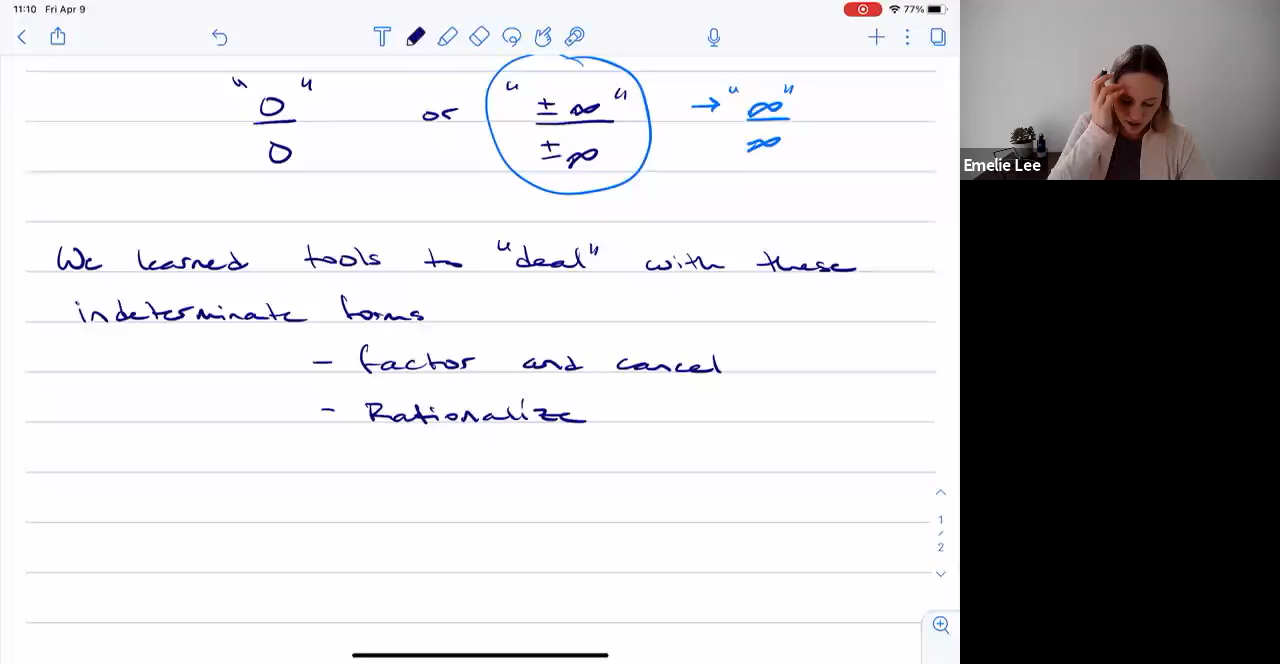 11:10 Fri Apr 9
77%
"0/0" or "±∞/±∞" → "∞/∞"
Emelie Lee
We learned tools to "deal" with these
indeterminate forms
- factor and cancel
- Rationalize
1
/
2